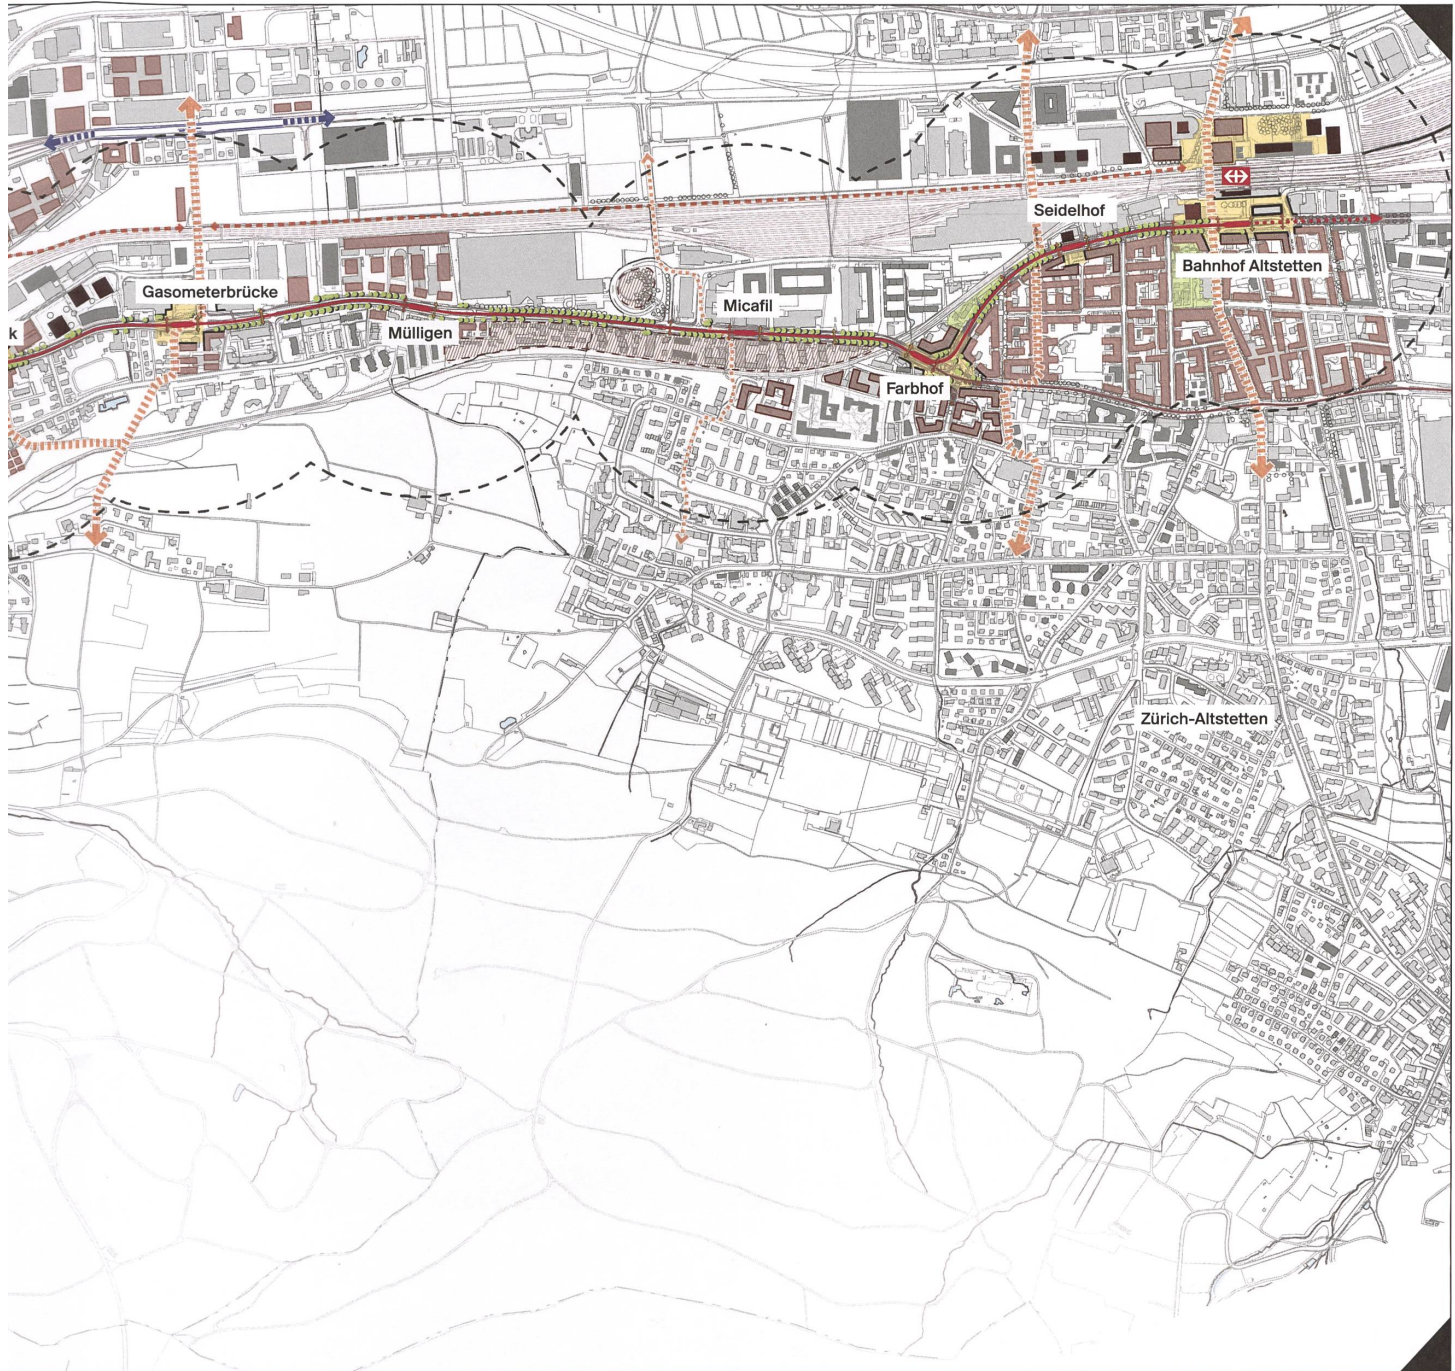 Seidelhof
Bahnhof Altstetten
Gasometerbrücke
Micafil
k
Mülligen
Farbhof
Zürich-Altstetten